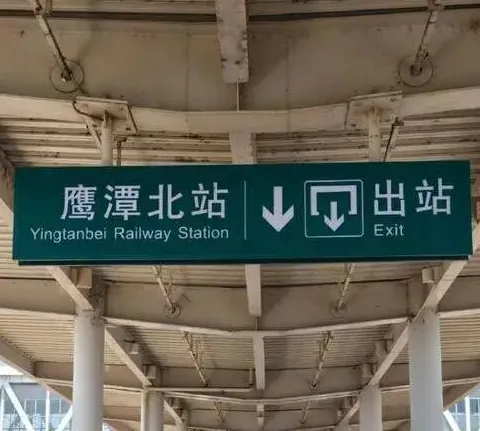 鹰潭北站
Yingtanbei Railway Station
出站
Exit